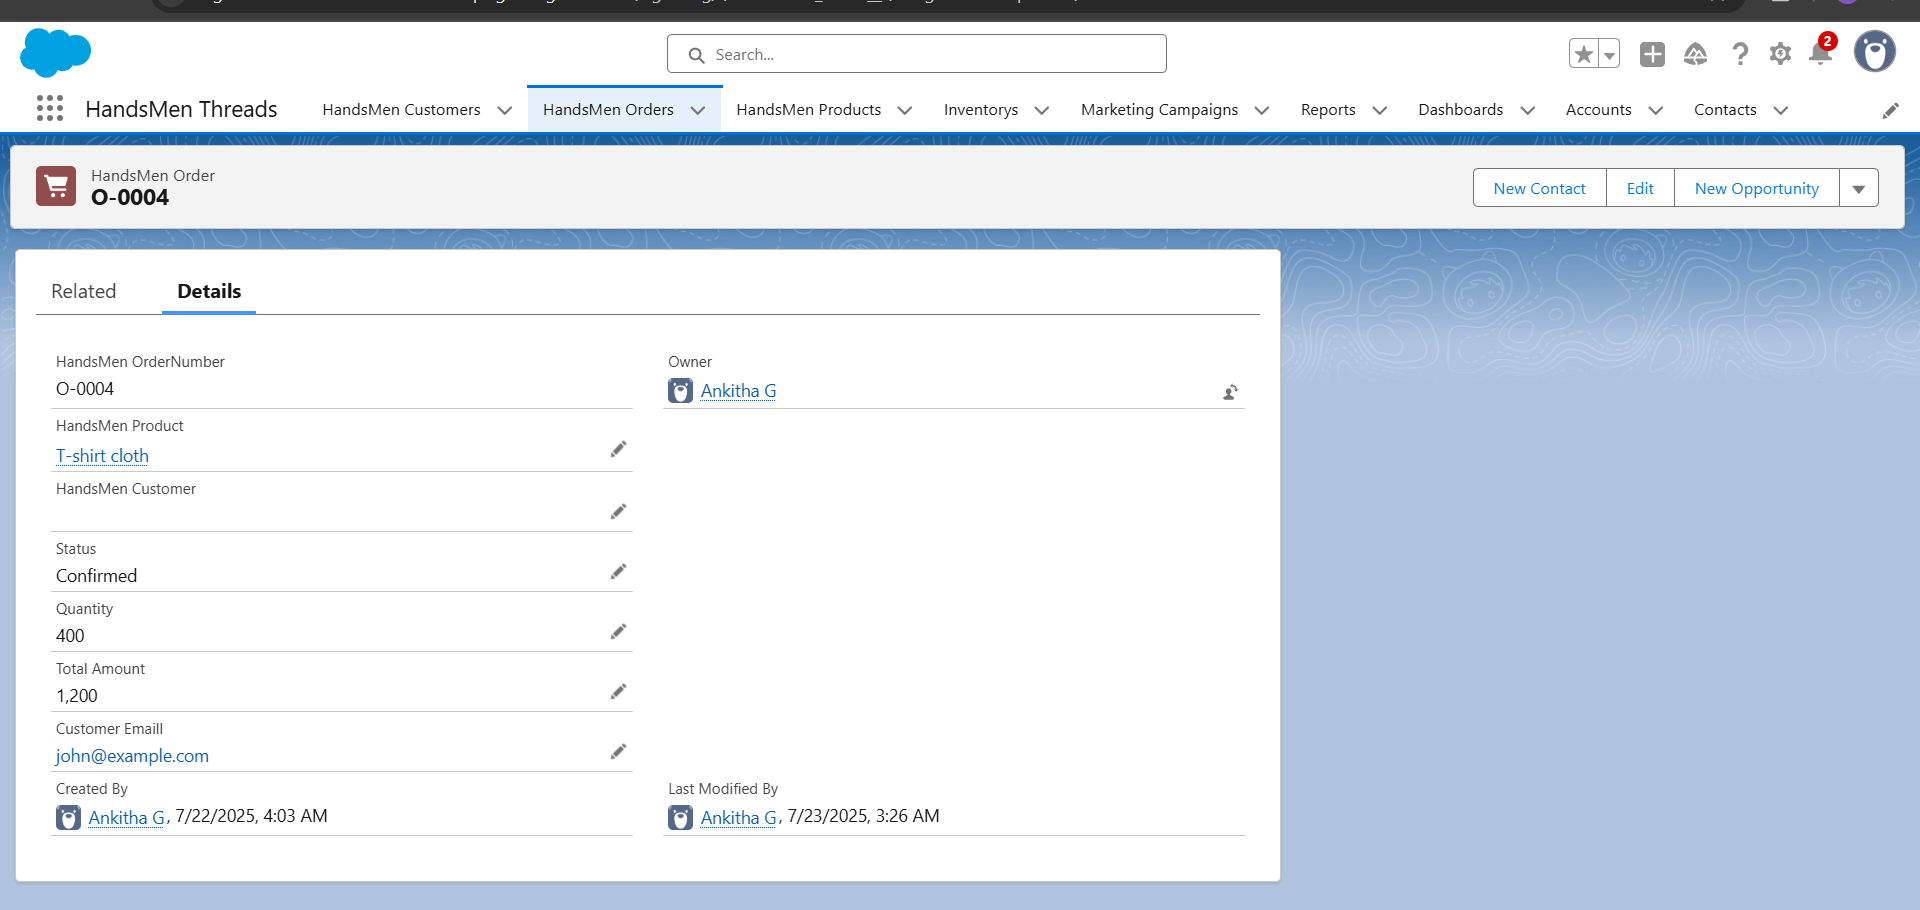 Search...
2
HandsMen Threads
HandsMen Customers
HandsMen Orders
HandsMen Products
Inventorys
Marketing Campaigns
Reports
Dashboards
Accounts
Contacts
HandsMen Order
O-0004
New Contact
Edit
New Opportunity
Related
Details
HandsMen OrderNumber
O-0004
Owner
Ankitha G
HandsMen Product
T-shirt cloth
HandsMen Customer
Status
Confirmed
Quantity
400
Total Amount
1,200
Customer Emaill
john@example.com
Created By
Ankitha G, 7/22/2025, 4:03 AM
Last Modified By
Ankitha G, 7/23/2025, 3:26 AM